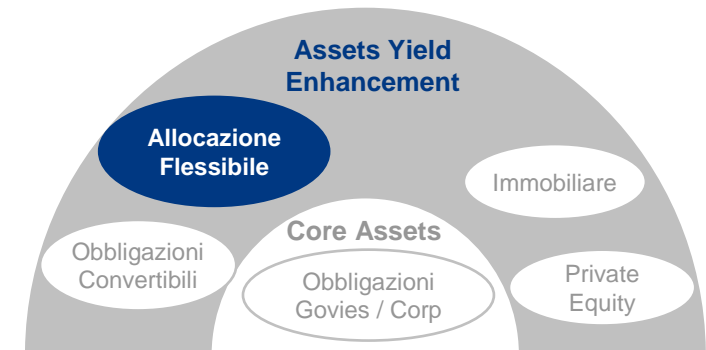 Assets Yield
Enhancement
Allocazione
Flessibile
Immobiliare
Core Assets
Obbligazioni
Convertibili
Obbligazioni
Govies / Corp
Private
Equity